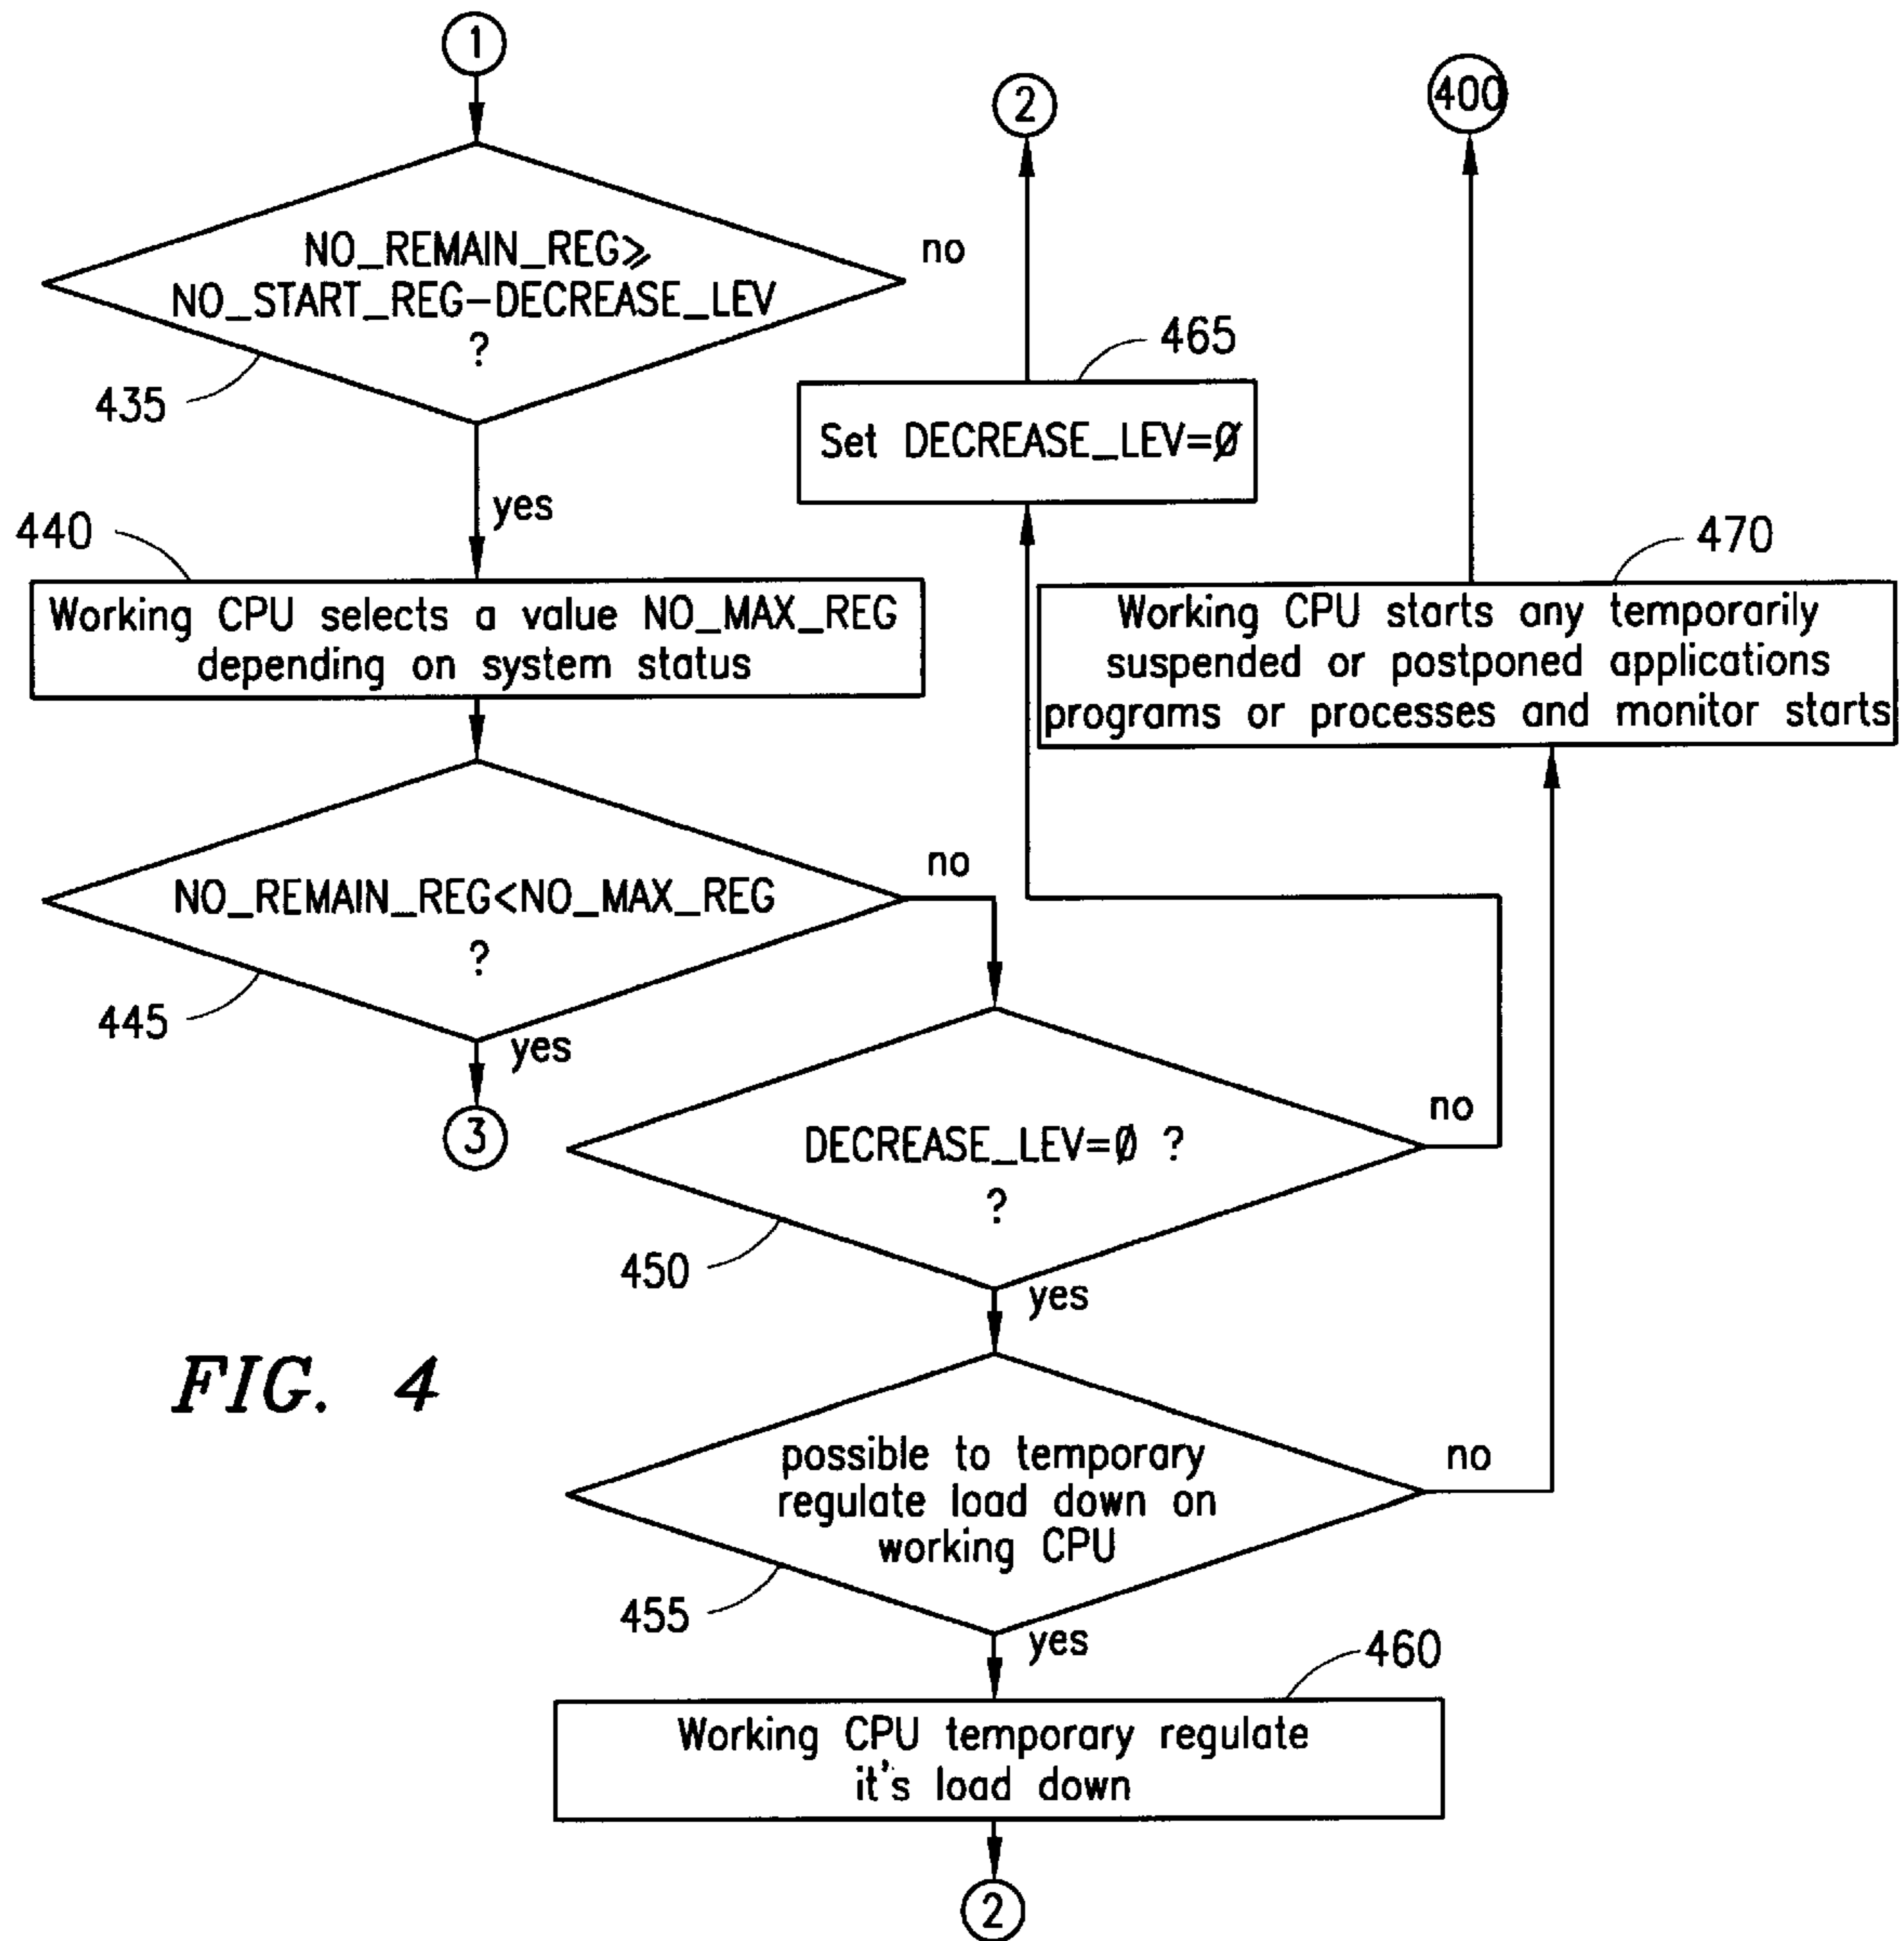 1
2
400
NO_REMAIN_REG≥
NO_START_REG-DECREASE_LEV
?
no
435
465
Set DECREASE_LEV=Ø
yes
440
Working CPU selects a value NO_MAX_REG
depending on system status
470
Working CPU starts any temporarily
suspended or postponed applications
programs or processes and monitor starts
NO_REMAIN_REG<NO_MAX_REG
?
no
445
yes
3
DECREASE_LEV=Ø ?
?
no
450
yes
FIG. 4
possible to temporary
regulate load down on
working CPU
no
455
yes
460
Working CPU temporary regulate
it's load down
2